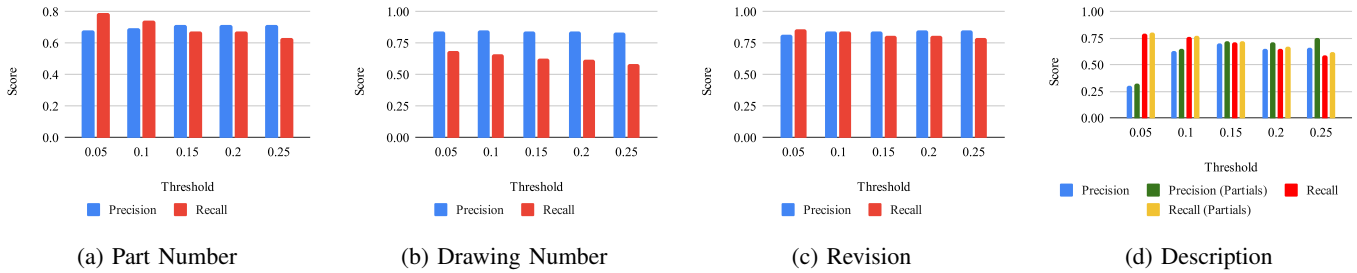 0.8
0.6
0.4
0.2
0.0
Score
0.05 0.1 0.15 0.2 0.25
Threshold
Precision Recall
(a) Part Number
1.00
0.75
0.50
0.25
0.00
Score
0.05 0.1 0.15 0.2 0.25
Threshold
Precision Recall
(b) Drawing Number
1.00
0.75
0.50
0.25
0.00
Score
0.05 0.1 0.15 0.2 0.25
Threshold
Precision Recall
(c) Revision
1.00
0.75
0.50
0.25
0.00
Score
0.05 0.1 0.15 0.2 0.25
Threshold
Precision Precision (Partials) Recall
Recall (Partials)
(d) Description